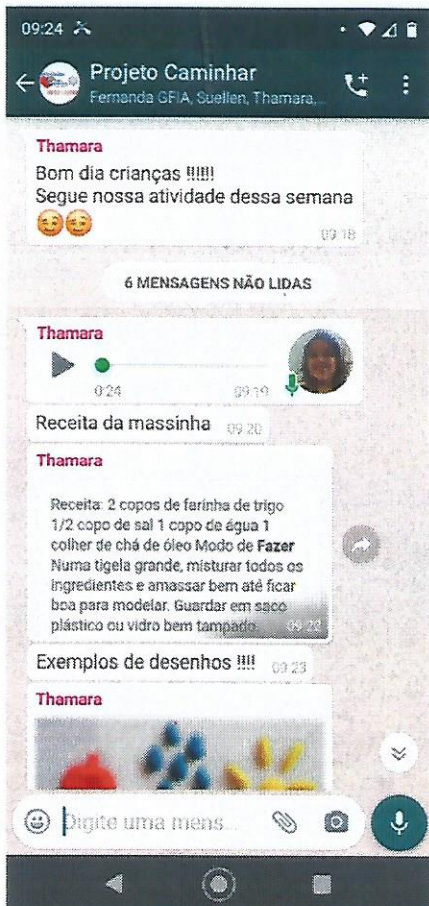 09:24
Projeto Caminhar
Fernanda GFIA, Suellen, Thamara,...
Thamara
Bom dia crianças !!!!!!
Segue nossa atividade dessa semana
09:18
6 MENSAGENS NÃO LIDAS
Thamara
0:24 09:19
Receita da massinha 09:20
Thamara
Receita: 2 copos de farinha de trigo
1/2 copo de sal 1 copo de água 1
colher de chá de óleo Modo de Fazer
Numa tigela grande, misturar todos os
ingredientes e amassar bem até ficar
boa para modelar. Guardar em saco
plástico ou vidro bem tampado. 09:22
Exemplos de desenhos !!!! 09:23
Thamara
Digite uma mens...